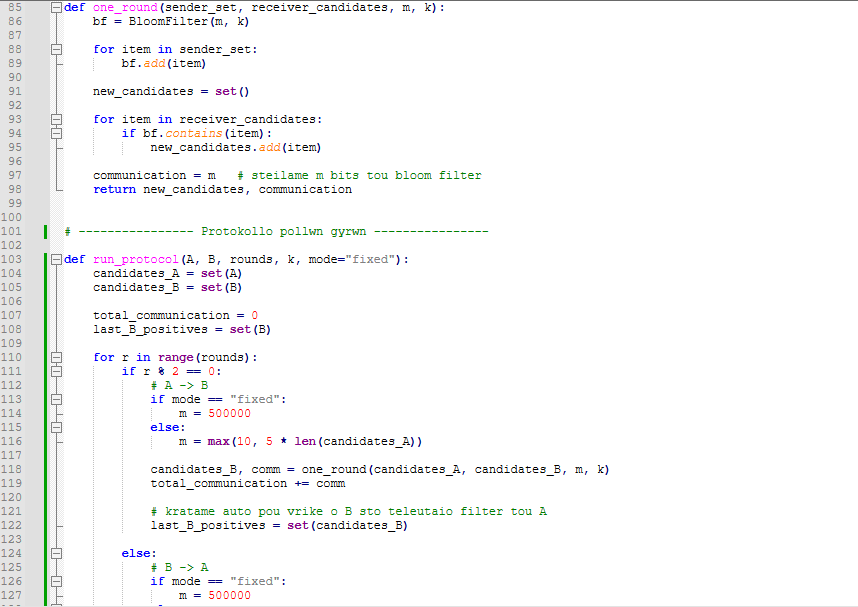 85 def one_round(sender_set, receiver_candidates, m, k):
86     bf = BloomFilter(m, k)
87
88     for item in sender_set:
89         bf.add(item)
90
91     new_candidates = set()
92
93     for item in receiver_candidates:
94         if bf.contains(item):
95             new_candidates.add(item)
96
97     communication = m   # steilame m bits tou bloom filter
98     return new_candidates, communication
99
100
101 # ---------------- Protokollo pollwn gyrwn ----------------
102
103 def run_protocol(A, B, rounds, k, mode="fixed"):
104     candidates_A = set(A)
105     candidates_B = set(B)
106
107     total_communication = 0
108     last_B_positives = set(B)
109
110     for r in range(rounds):
111         if r % 2 == 0:
112             # A -> B
113             if mode == "fixed":
114                 m = 500000
115             else:
116                 m = max(10, 5 * len(candidates_A))
117
118             candidates_B, comm = one_round(candidates_A, candidates_B, m, k)
119             total_communication += comm
120
121             # kratame auto pou vrike o B sto teleutaio filter tou A
122             last_B_positives = set(candidates_B)
123
124         else:
125             # B -> A
126             if mode == "fixed":
127                 m = 500000